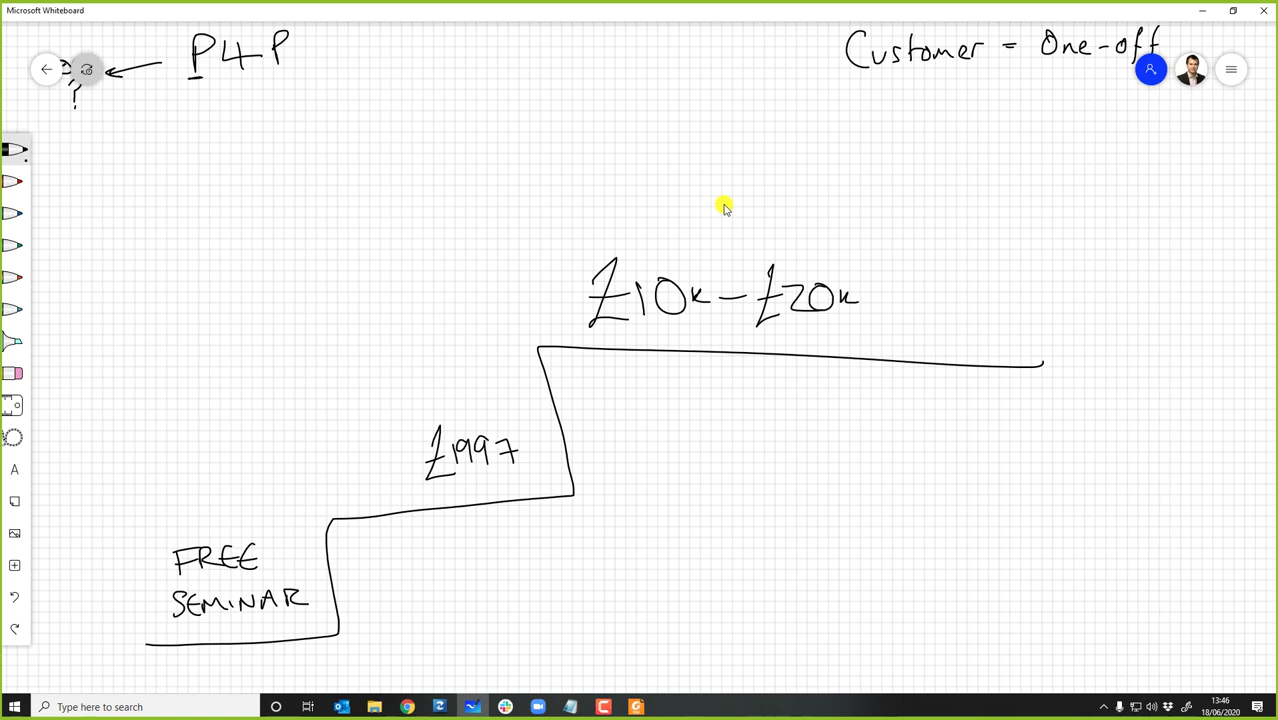 Microsoft Whiteboard
P4P
Customer = One-off
?
£10K - £20K
£1997
FREE
SEMINAR
A
Type here to search
13:46
18/06/2020